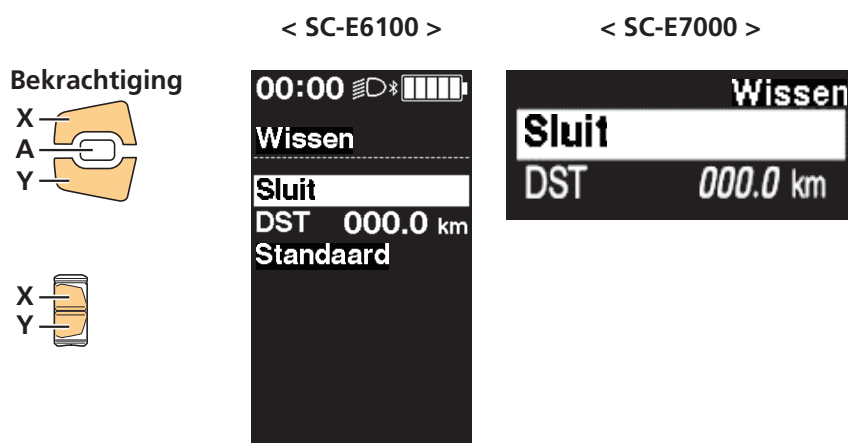 < SC-E6100 >
< SC-E7000 >
Bekrachtiging
X
A
Y
X
Y
00:00
Wissen
Sluit
DST 000.0 km
Standaard
Wissen
Sluit
DST 000.0 km